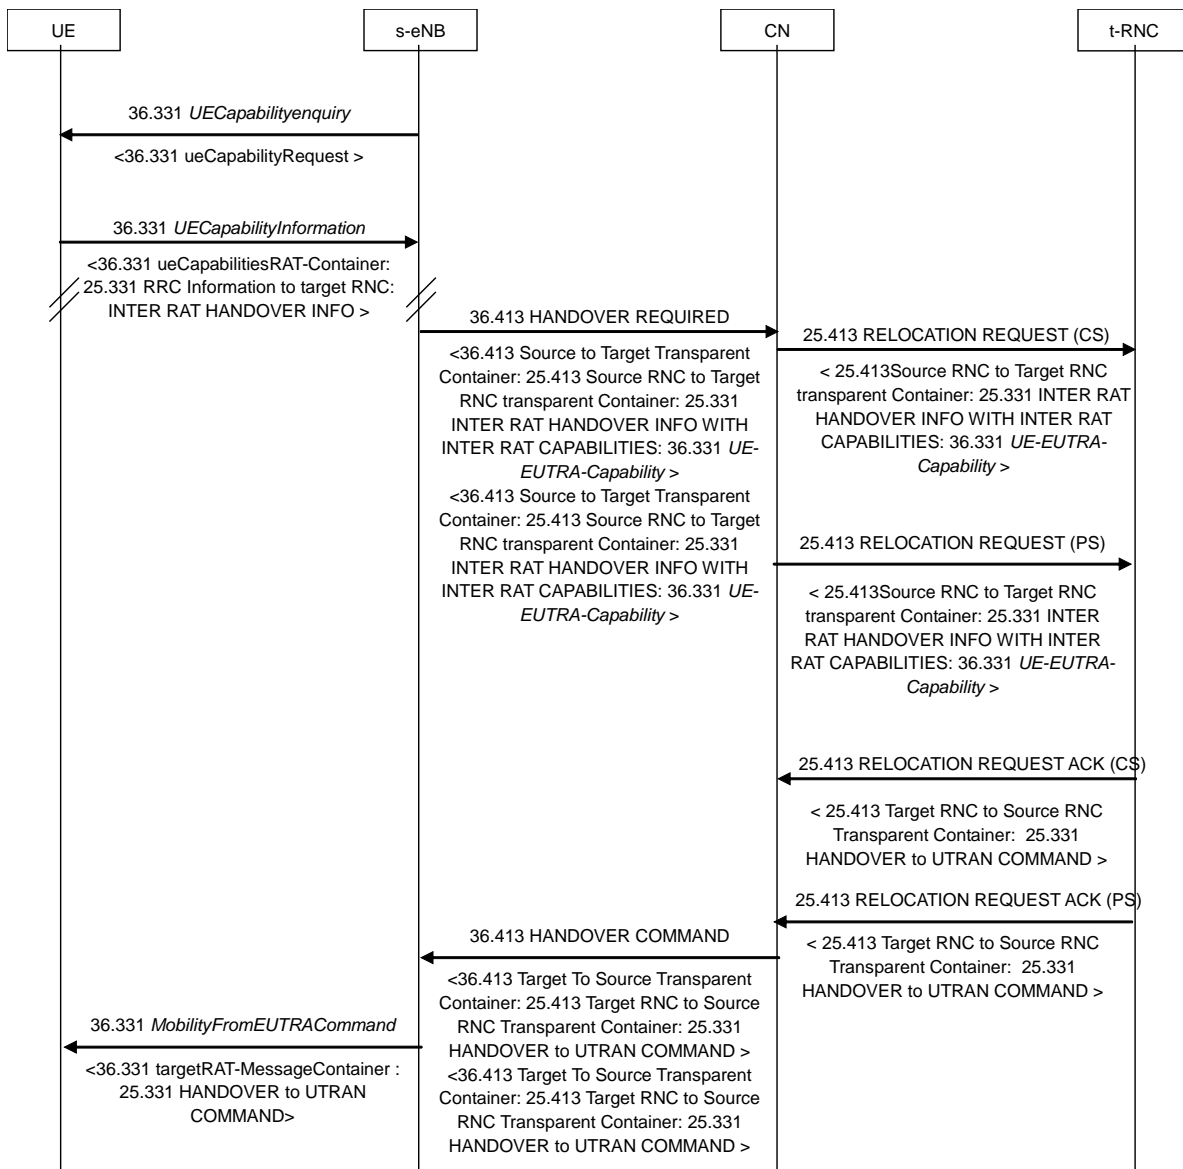 UE
s-eNB
CN
t-RNC
36.331 UECapabilityenquiry
<36.331 ueCapabilityRequest >
36.331 UECapabilityInformation
<36.331 ueCapabilitiesRAT-Container:
25.331 RRC Information to target RNC:
INTER RAT HANDOVER INFO >
36.413 HANDOVER REQUIRED
<36.413 Source to Target Transparent
Container: 25.413 Source RNC to Target
RNC transparent Container: 25.331
INTER RAT HANDOVER INFO WITH
INTER RAT CAPABILITIES: 36.331 UE-
EUTRA-Capability >
<36.413 Source to Target Transparent
Container: 25.413 Source RNC to Target
RNC transparent Container: 25.331
INTER RAT HANDOVER INFO WITH
INTER RAT CAPABILITIES: 36.331 UE-
EUTRA-Capability >
25.413 RELOCATION REQUEST (CS)
< 25.413Source RNC to Target RNC
transparent Container: 25.331 INTER RAT
HANDOVER INFO WITH INTER RAT
CAPABILITIES: 36.331 UE-EUTRA-
Capability >
25.413 RELOCATION REQUEST (PS)
< 25.413Source RNC to Target RNC
transparent Container: 25.331 INTER
RAT HANDOVER INFO WITH INTER
RAT CAPABILITIES: 36.331 UE-EUTRA-
Capability >
25.413 RELOCATION REQUEST ACK (CS)
< 25.413 Target RNC to Source RNC
Transparent Container: 25.331
HANDOVER to UTRAN COMMAND >
25.413 RELOCATION REQUEST ACK (PS)
< 25.413 Target RNC to Source RNC
Transparent Container: 25.331
HANDOVER to UTRAN COMMAND >
36.413 HANDOVER COMMAND
<36.413 Target To Source Transparent
Container: 25.413 Target RNC to Source
RNC Transparent Container: 25.331
HANDOVER to UTRAN COMMAND >
<36.413 Target To Source Transparent
Container: 25.413 Target RNC to Source
RNC Transparent Container: 25.331
HANDOVER to UTRAN COMMAND >
36.331 MobilityFromEUTRACommand
<36.331 targetRAT-MessageContainer :
25.331 HANDOVER to UTRAN
COMMAND>